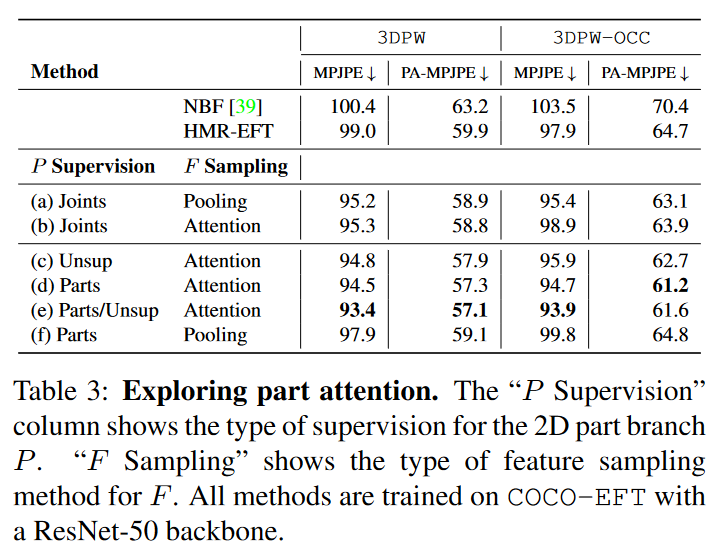 3DPW 3DPW-OCC
Method MPJPE↓ PA-MPJPE↓ MPJPE↓ PA-MPJPE↓
NBF [39] 100.4 63.2 103.5 70.4
HMR-EFT 99.0 59.9 97.9 64.7
P Supervision F Sampling
(a) Joints Pooling 95.2 58.9 95.4 63.1
(b) Joints Attention 95.3 58.8 98.9 63.9
(c) Unsup Attention 94.8 57.9 95.9 62.7
(d) Parts Attention 94.5 57.3 94.7 61.2
(e) Parts/Unsup Attention 93.4 57.1 93.9 61.6
(f) Parts Pooling 97.9 59.1 99.8 64.8
Table 3: Exploring part attention. The “P Supervision”
column shows the type of supervision for the 2D part branch
P. “F Sampling” shows the type of feature sampling
method for F. All methods are trained on COCO-EFT with
a ResNet-50 backbone.